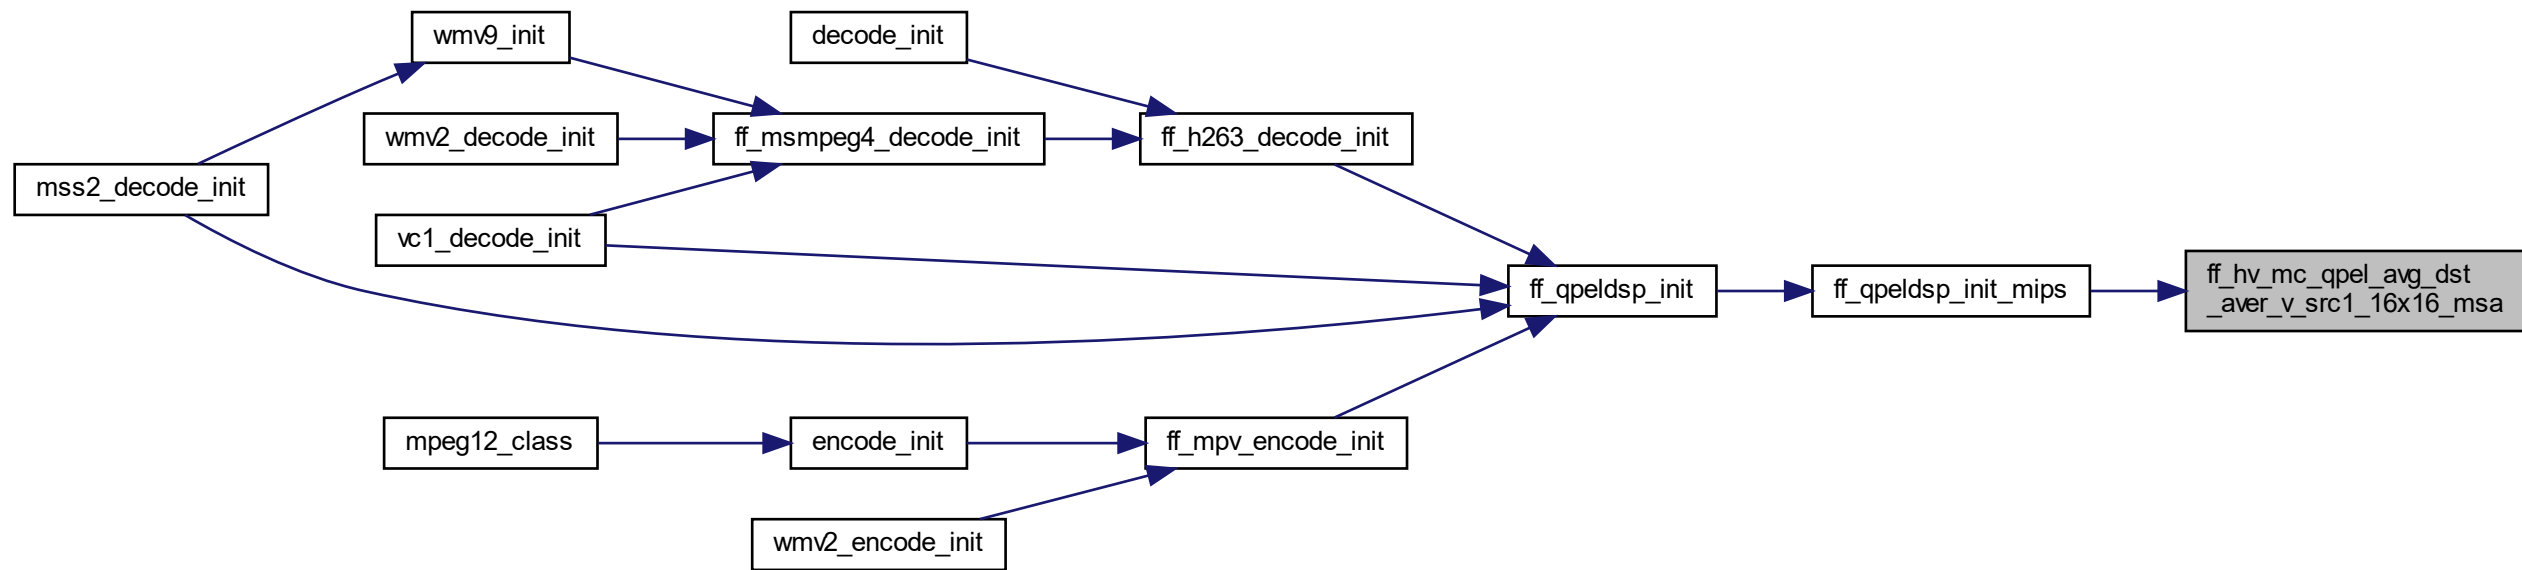 wmv9_init
decode_init
wmv2_decode_init
ff_msmpeg4_decode_init
ff_h263_decode_init
mss2_decode_init
vc1_decode_init
ff_qpeldsp_init
ff_qpeldsp_init_mips
ff_hv_mc_qpel_avg_dst
_aver_v_src1_16x16_msa
mpeg12_class
encode_init
ff_mpv_encode_init
wmv2_encode_init